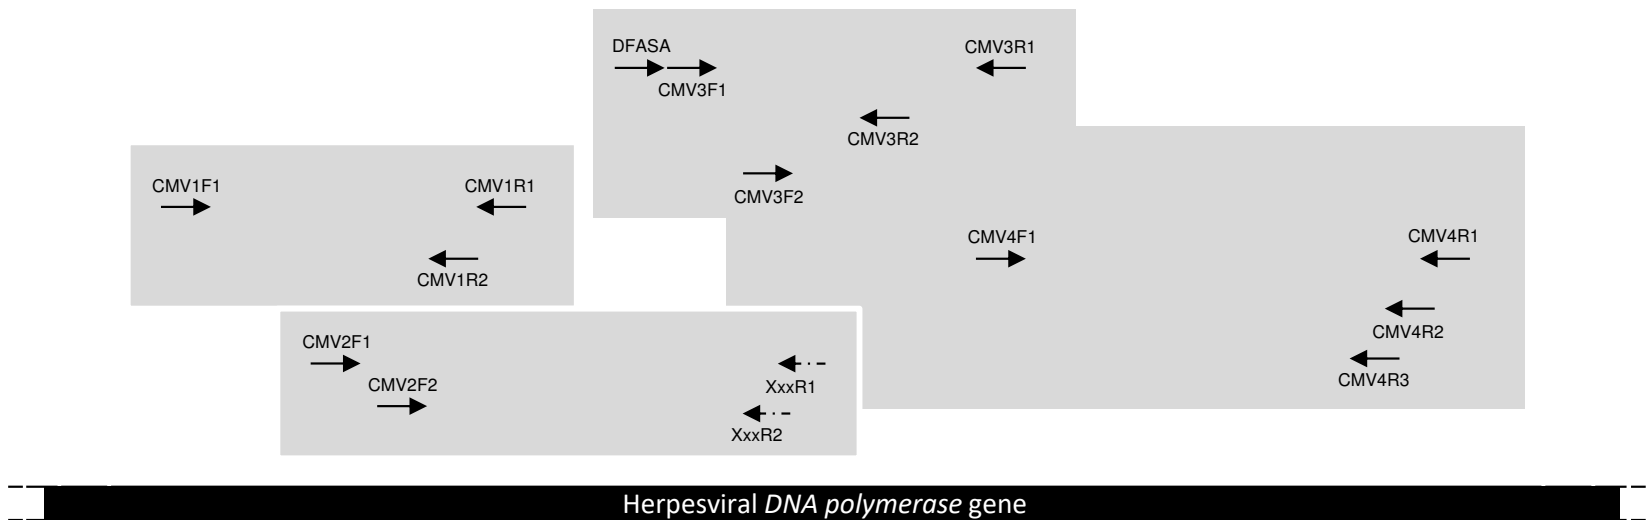 DFASA
CMV3R1
CMV3F1
CMV3R2
CMV3F2
CMV1F1
CMV1R1
CMV1R2
CMV4F1
CMV4R1
CMV4R2
CMV4R3
CMV2F1
CMV2F2
XxxR1
XxxR2
Herpesviral DNA polymerase gene